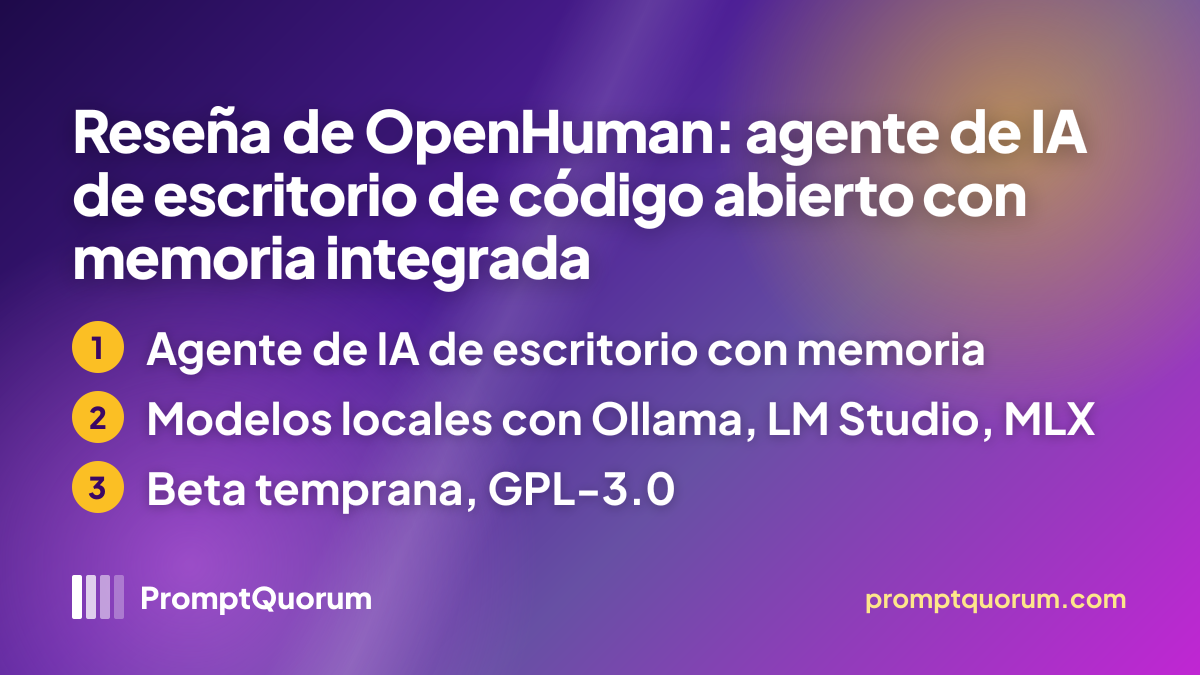 Reseña de OpenHuman: agente de IA
de escritorio de código abierto con
memoria integrada
1 Agente de IA de escritorio con memoria
2 Modelos locales con Ollama, LM Studio, MLX
3 Beta temprana, GPL-3.0
PromptQuorum
promptquorum.com